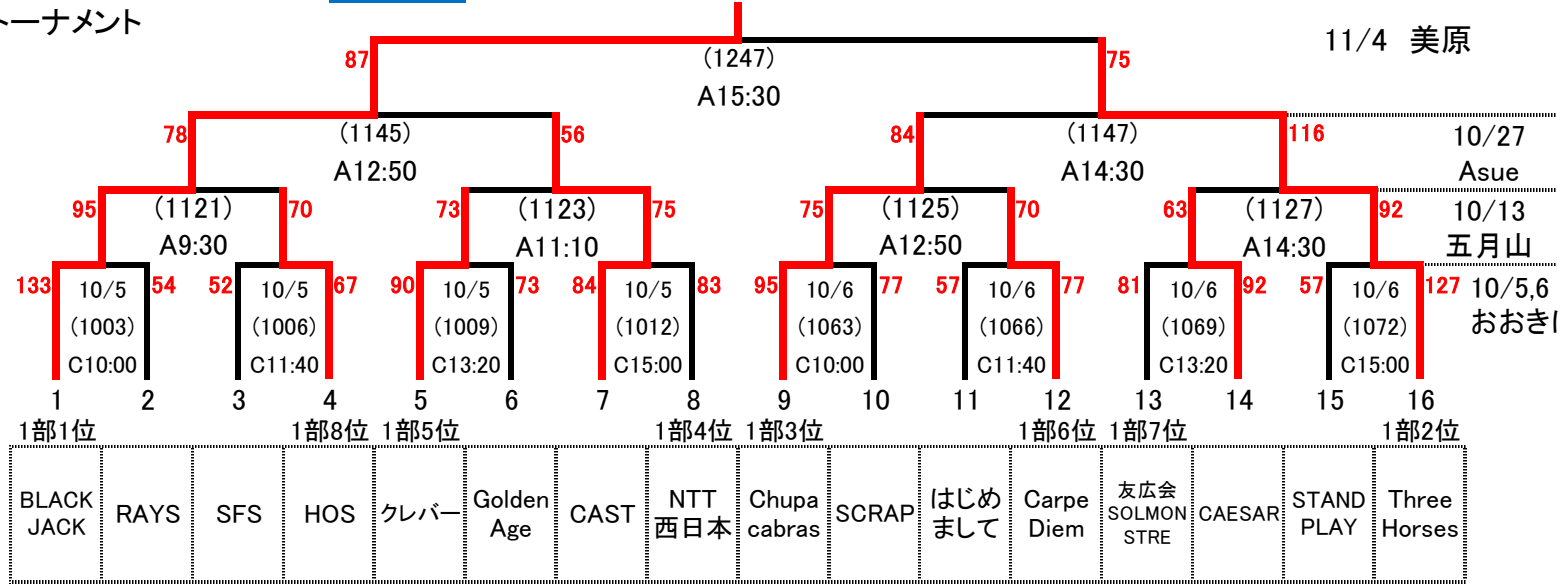 トーナメント
11/4 美原
87
(1247)
75
A15:30
78
(1145)
56
84
(1147)
116
10/27
A12:50
A14:30
Asue
95
(1121)
70
73
(1123)
75
75
(1125)
70
63
(1127)
92
10/13
A9:30
A11:10
A12:50
A14:30
五月山
133
10/5
54
52
10/5
67
90
10/5
73
84
10/5
83
95
10/6
77
57
10/6
77
81
10/6
92
57
10/6
127
10/5,6
(1003)
(1006)
(1009)
(1012)
(1063)
(1066)
(1069)
(1072)
おおき
C10:00
C11:40
C13:20
C15:00
C10:00
C11:40
C13:20
C15:00
1
2
3
4
5
6
7
8
9
10
11
12
13
14
15
16
1部1位
1部8位
1部5位
1部4位
1部3位
1部6位
1部7位
1部2位
BLACK
JACK
RAYS
SFS
HOS
クレバー
Golden
Age
CAST
NTT
西日本
Chupa
cabras
SCRAP
はじめ
まして
Carpe
Diem
友広会
SOLMON
STRE
CAESAR
STAND
PLAY
Three
Horses